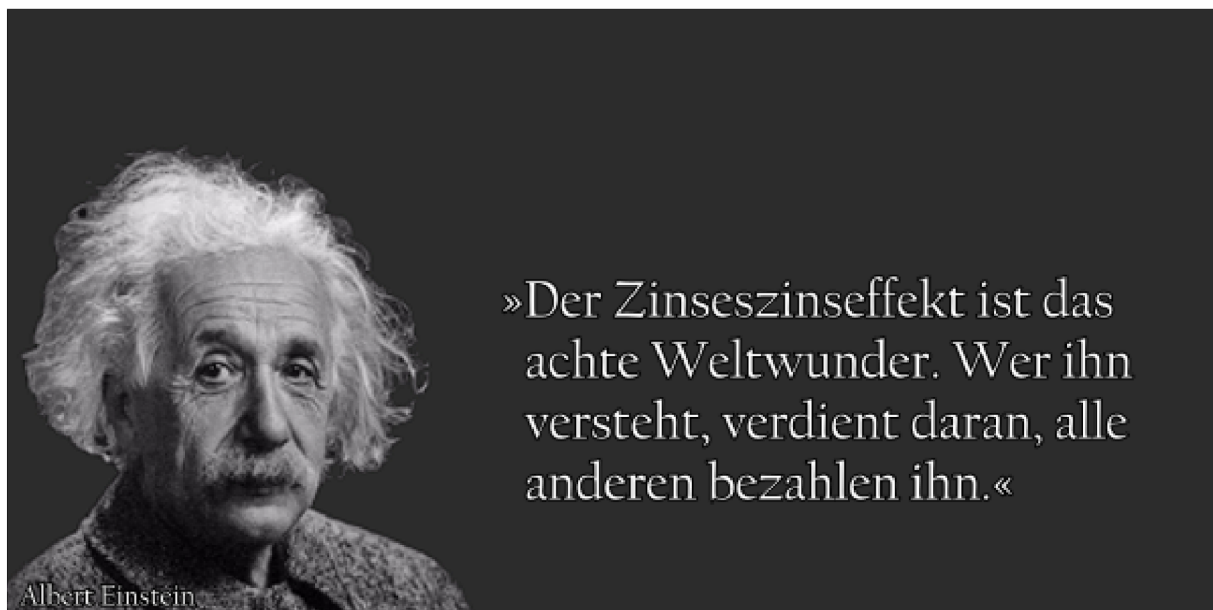 »Der Zinseszinseffekt ist das
achte Weltwunder. Wer ihn
versteht, verdient daran, alle
anderen bezahlen ihn.«
Albert Einstein